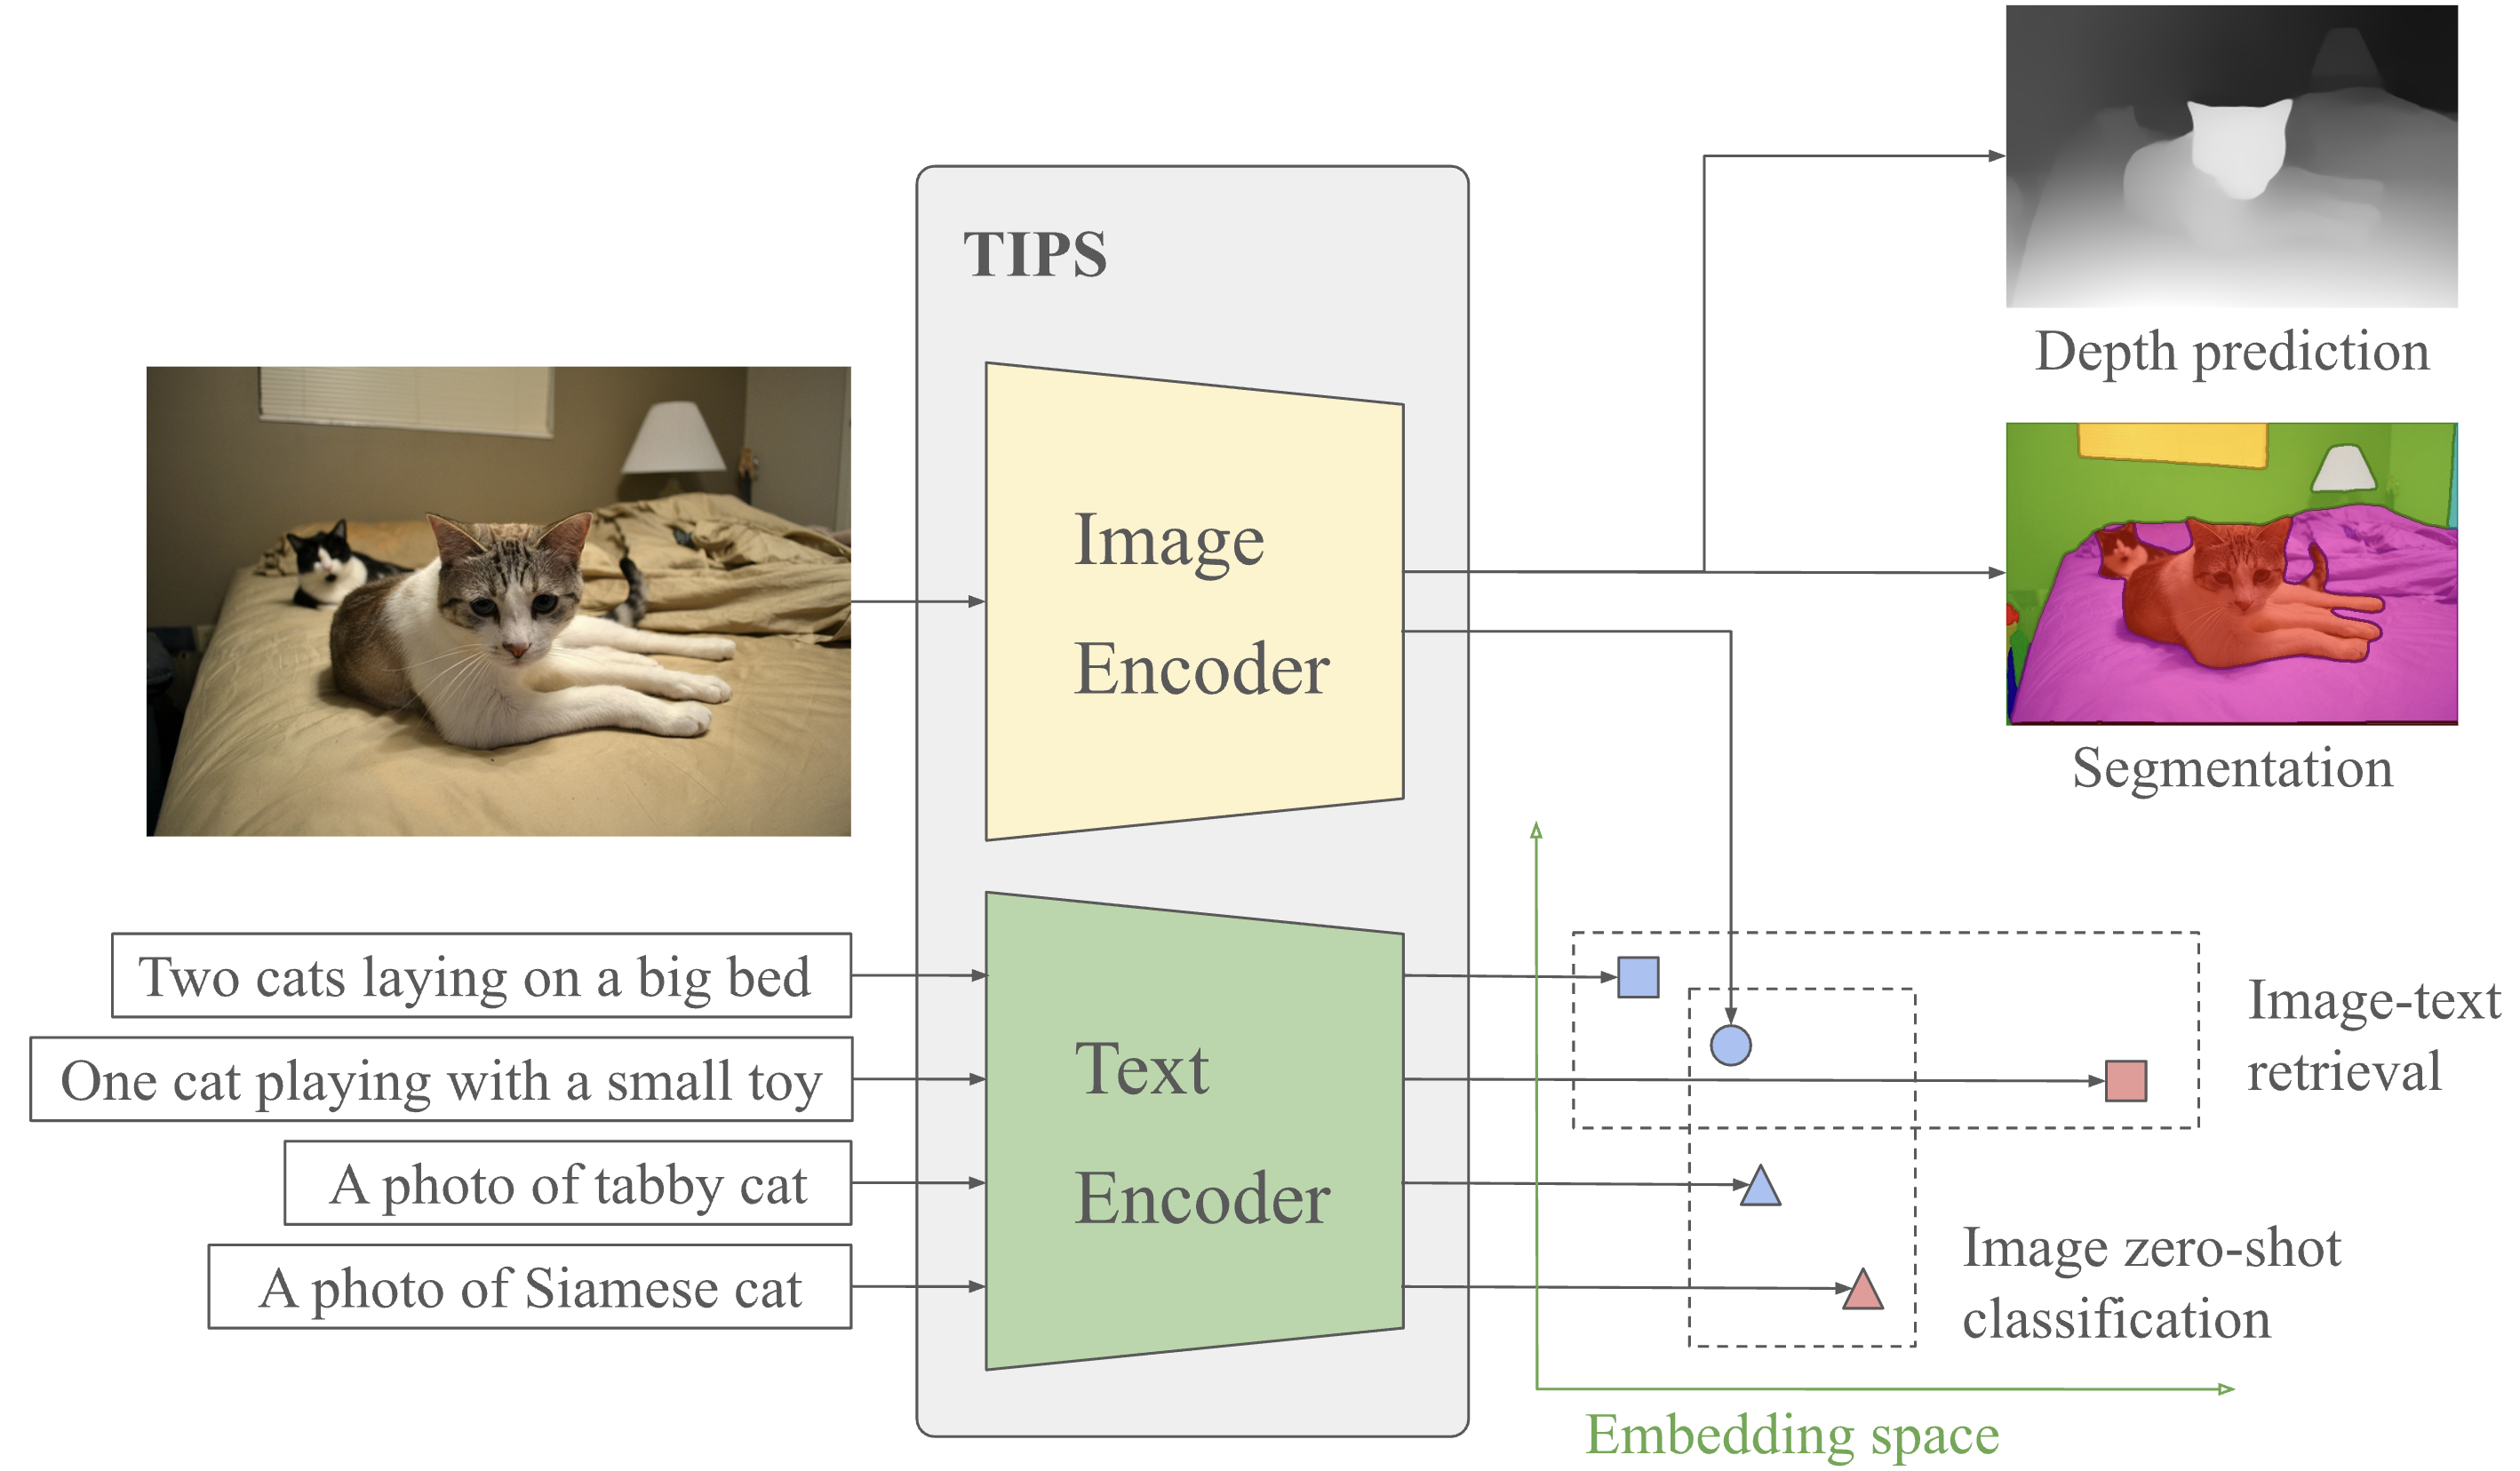 TIPS
Image
Encoder
Two cats laying on a big bed
One cat playing with a small toy
A photo of tabby cat
A photo of Siamese cat
Text
Encoder
Depth prediction
Segmentation
Image-text
retrieval
Image zero-shot
classification
Embedding space